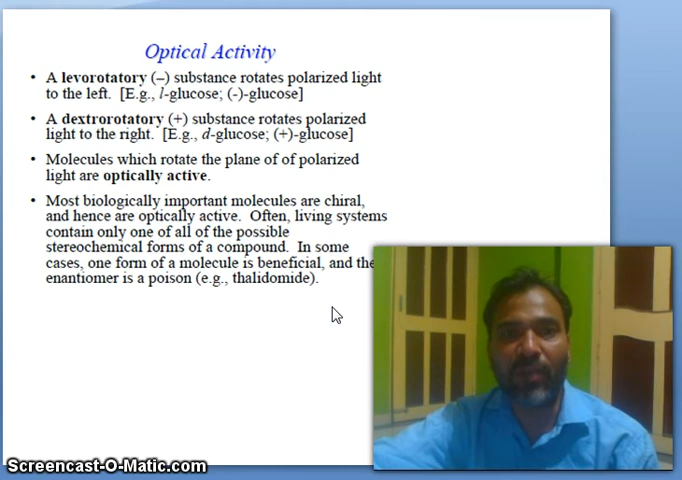 Optical Activity
• A levorotatory (–) substance rotates polarized light
to the left. [E.g., l-glucose; (-)-glucose]
• A dextrorotatory (+) substance rotates polarized
light to the right. [E.g., d-glucose; (+)-glucose]
• Molecules which rotate the plane of of polarized
light are optically active.
• Most biologically important molecules are chiral,
and hence are optically active. Often, living systems
contain only one of all of the possible
stereochemical forms of a compound. In some
cases, one form of a molecule is beneficial, and the
enantiomer is a poison (e.g., thalidomide).
Screencast-O-Matic.com